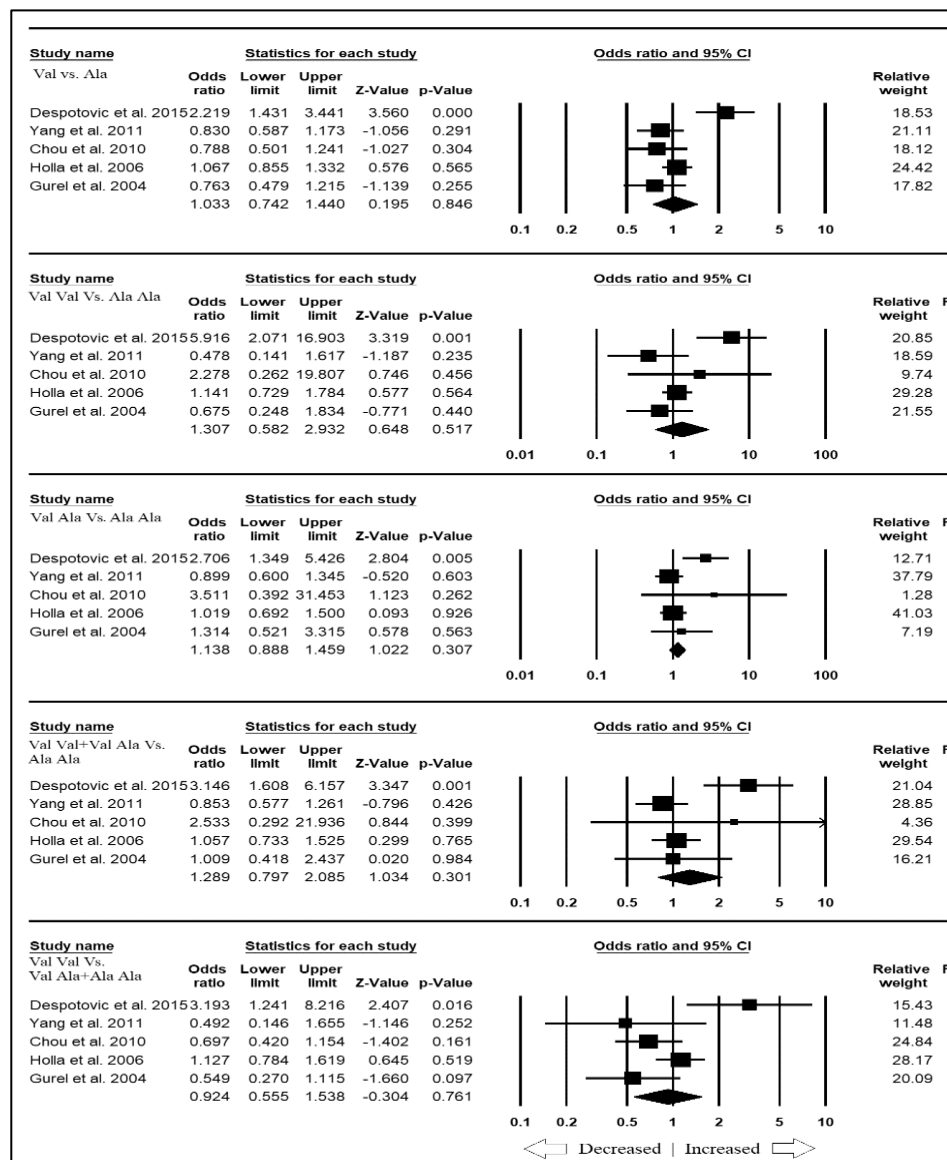 Study name Statistics for each study Odds ratio and 95% CI
Val vs. Ala
Odds Lower Upper Relative
ratio limit limit Z-Value p-Value weight
Despotovic et al. 2015 2.219 1.431 3.441 3.560 0.000 18.53
Yang et al. 2011 0.830 0.587 1.173 -1.056 0.291 21.11
Chou et al. 2010 0.788 0.501 1.241 -1.027 0.304 18.12
Holla et al. 2006 1.067 0.855 1.332 0.576 0.565 24.42
Gurel et al. 2004 0.763 0.479 1.215 -1.139 0.255 17.82
1.033 0.742 1.440 0.195 0.846
0.1 0.2 0.5 1 2 5 10
Study name Statistics for each study Odds ratio and 95% CI
Val Val Vs. Ala Ala
Odds Lower Upper Relative F
ratio limit limit Z-Value p-Value weight
Despotovic et al. 2015 5.916 2.071 16.903 3.319 0.001 20.85
Yang et al. 2011 0.478 0.141 1.617 -1.187 0.235 18.59
Chou et al. 2010 2.278 0.262 19.807 0.746 0.456 9.74
Holla et al. 2006 1.141 0.729 1.784 0.577 0.564 29.28
Gurel et al. 2004 0.675 0.248 1.834 -0.771 0.440 21.55
1.307 0.582 2.932 0.648 0.517
0.01 0.1 1 10 100
Study name Statistics for each study Odds ratio and 95% CI
Val Ala Vs. Ala Ala
Odds Lower Upper Relative F
ratio limit limit Z-Value p-Value weight
Despotovic et al. 2015 2.706 1.349 5.426 2.804 0.005 12.71
Yang et al. 2011 0.899 0.600 1.345 -0.520 0.603 37.79
Chou et al. 2010 3.511 0.392 31.453 1.123 0.262 1.28
Holla et al. 2006 1.019 0.692 1.500 0.093 0.926 41.03
Gurel et al. 2004 1.314 0.521 3.315 0.578 0.563 7.19
1.138 0.888 1.459 1.022 0.307
0.01 0.1 1 10 100
Study name Statistics for each study Odds ratio and 95% CI
Val Val+Val Ala Vs.
Ala Ala
Odds Lower Upper Relative F
ratio limit limit Z-Value p-Value weight
Despotovic et al. 2015 3.146 1.608 6.157 3.347 0.001 21.04
Yang et al. 2011 0.853 0.577 1.261 -0.796 0.426 28.85
Chou et al. 2010 2.533 0.292 21.936 0.844 0.399 4.36
Holla et al. 2006 1.057 0.733 1.525 0.299 0.765 29.54
Gurel et al. 2004 1.009 0.418 2.437 0.020 0.984 16.21
1.289 0.797 2.085 1.034 0.301
0.1 0.2 0.5 1 2 5 10
Study name Statistics for each study Odds ratio and 95% CI
Val Val Vs.
Val Ala+Ala Ala
Odds Lower Upper Relative F
ratio limit limit Z-Value p-Value weight
Despotovic et al. 2015 3.193 1.241 8.216 2.407 0.016 15.43
Yang et al. 2011 0.492 0.146 1.655 -1.146 0.252 11.48
Chou et al. 2010 0.697 0.420 1.154 -1.402 0.161 24.84
Holla et al. 2006 1.127 0.784 1.619 0.645 0.519 28.17
Gurel et al. 2004 0.549 0.270 1.115 -1.660 0.097 20.09
0.924 0.555 1.538 -0.304 0.761
0.1 0.2 0.5 1 2 5 10
Decreased | Increased